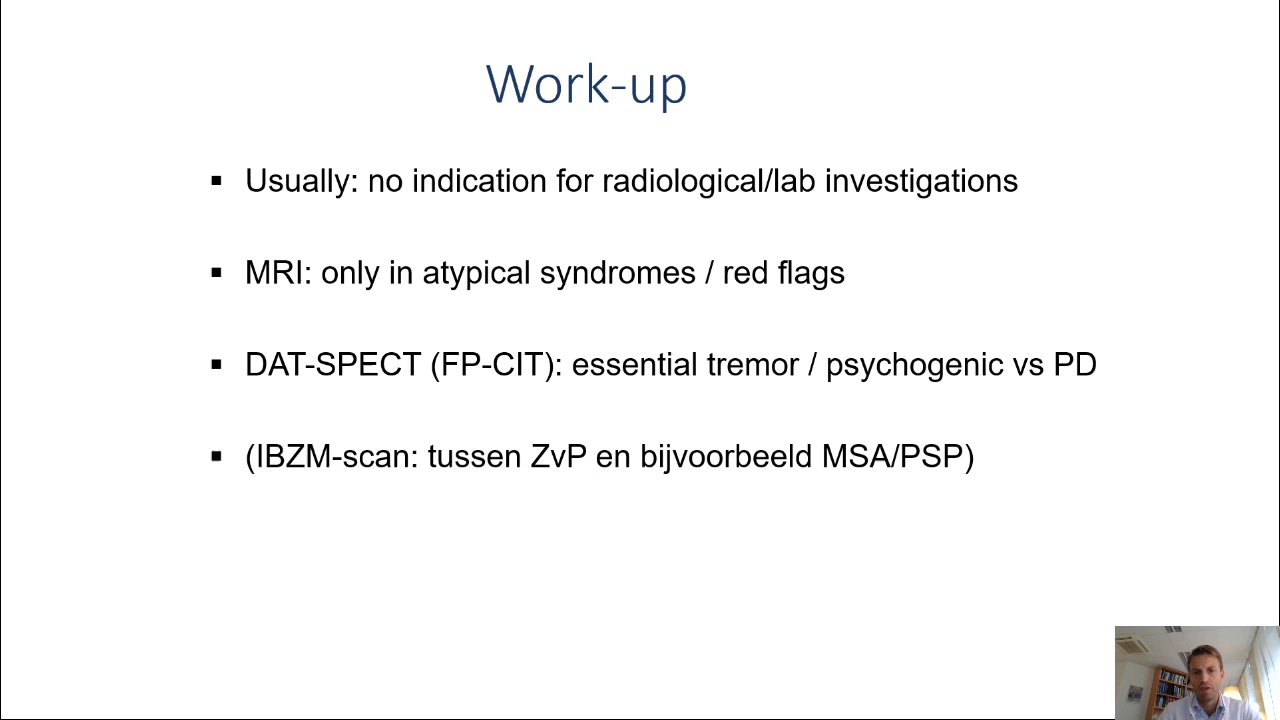 Work-up
▪ Usually: no indication for radiological/lab investigations
▪ MRI: only in atypical syndromes / red flags
▪ DAT-SPECT (FP-CIT): essential tremor / psychogenic vs PD
▪ (IBZM-scan: tussen ZvP en bijvoorbeeld MSA/PSP)